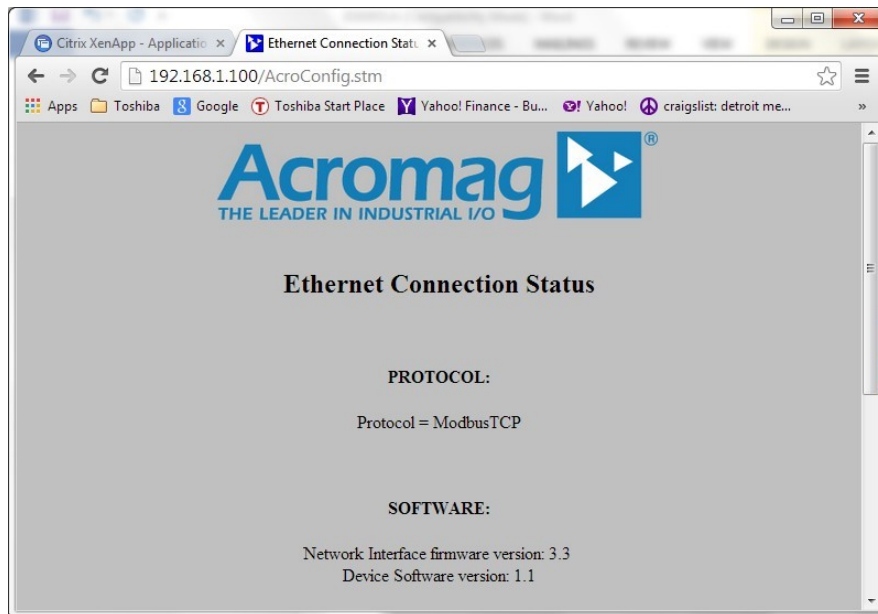 Citrix XenApp - Applicatio
Ethernet Connection Statu
192.168.1.100/AcroConfig.stm
Apps Toshiba Google Toshiba Start Place Yahoo! Finance - Bu... Yahoo! craigslist: detroit me... »
Acromag®
THE LEADER IN INDUSTRIAL I/O
Ethernet Connection Status
PROTOCOL:
Protocol = ModbusTCP
SOFTWARE:
Network Interface firmware version: 3.3
Device Software version: 1.1